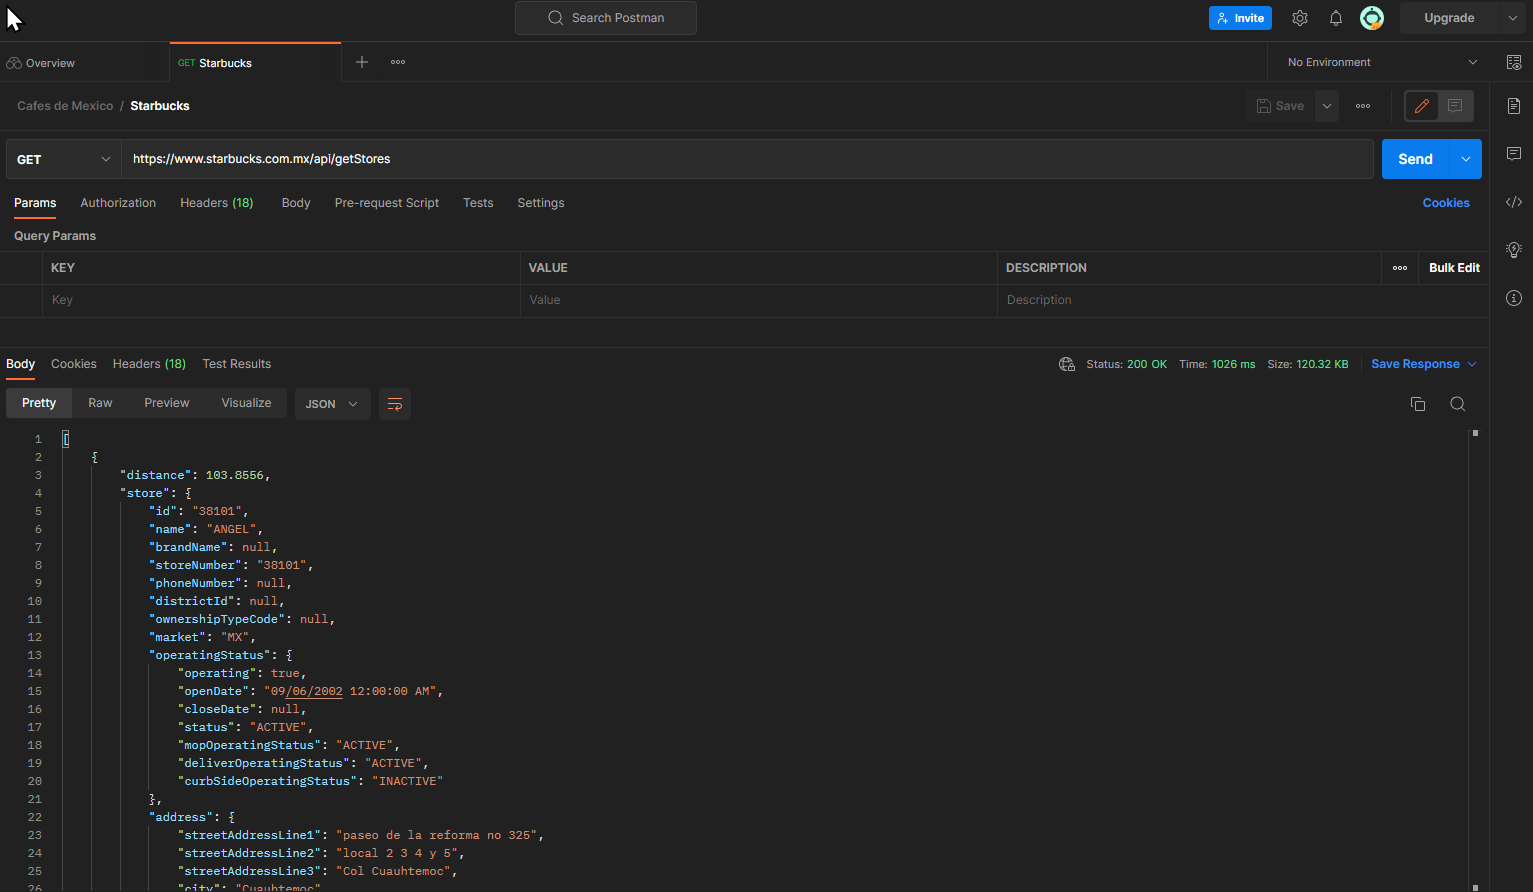 Search Postman
Invite
Upgrade
Overview
GET Starbucks
No Environment
Cafes de Mexico / Starbucks
Save
GET
https://www.starbucks.com.mx/api/getStores
Send
Params Authorization Headers (18) Body Pre-request Script Tests Settings
Cookies
Query Params
KEY VALUE DESCRIPTION Bulk Edit
Key Value Description
Body Cookies Headers (18) Test Results
Status: 200 OK Time: 1026 ms Size: 120.32 KB Save Response
Pretty Raw Preview Visualize JSON
1 [
2 {
3 "distance": 103.8556,
4 "store": {
5 "id": "38101",
6 "name": "ANGEL",
7 "brandName": null,
8 "storeNumber": "38101",
9 "phoneNumber": null,
10 "districtId": null,
11 "ownershipTypeCode": null,
12 "market": "MX",
13 "operatingStatus": {
14 "operating": true,
15 "openDate": "09/06/2002 12:00:00 AM",
16 "closeDate": null,
17 "status": "ACTIVE",
18 "mopOperatingStatus": "ACTIVE",
19 "deliverOperatingStatus": "ACTIVE",
20 "curbSideOperatingStatus": "INACTIVE"
21 },
22 "address": {
23 "streetAddressLine1": "paseo de la reforma no 325",
24 "streetAddressLine2": "local 2 3 4 y 5",
25 "streetAddressLine3": "Col Cuauhtemoc",
26 "city": "Cuauhtemoc"